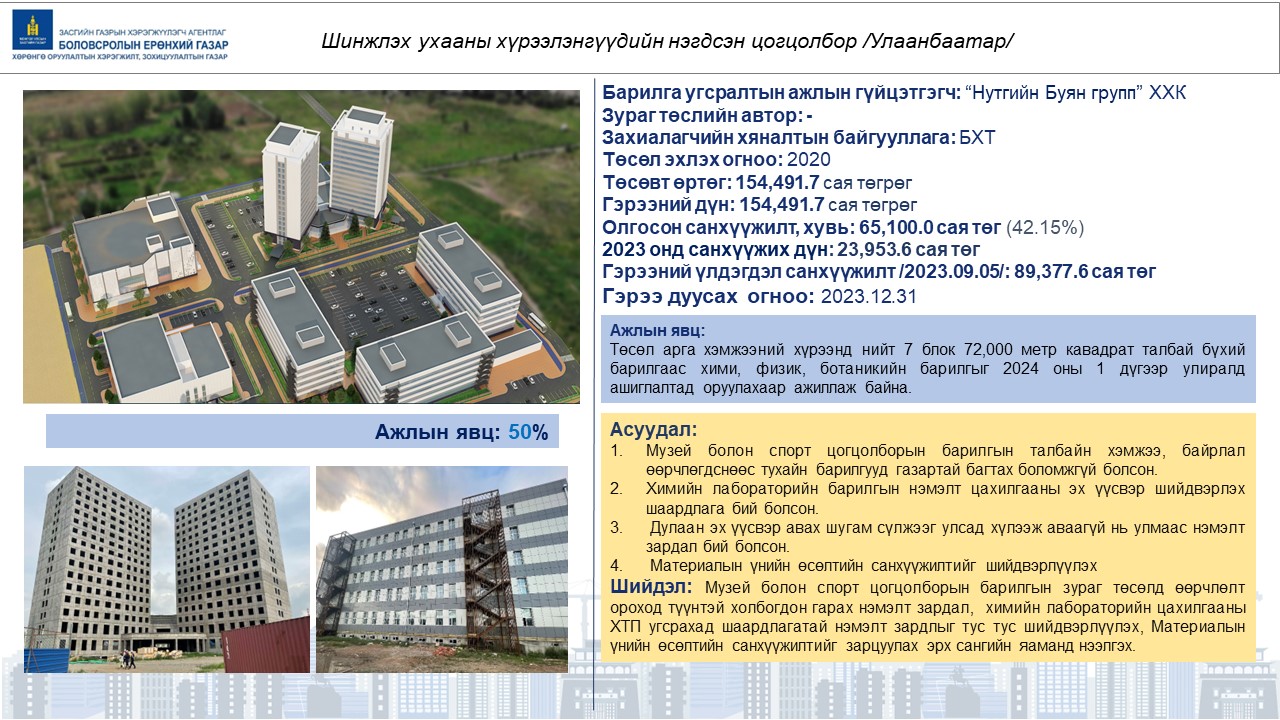 ЗАСГИЙН ГАЗРЫН ХЭРЭГЖҮҮЛЭГЧ АГЕНТЛАГ
БОЛОВСРОЛЫН ЕРӨНХИЙ ГАЗАР
ХӨРӨНГӨ ОРУУЛАЛТЫН ХЭРЭГЖИЛТ, ЗОХИЦУУЛАЛТЫН ГАЗАР
Шинжлэх ухааны хүрээлэнгүүдийн нэгдсэн цогцолбор /Улаанбаатар/
Барилга угсралтын ажлын гүйцэтгэгч: “Нутгийн Буян групп” ХХК
Зураг төслийн автор: -
Захиалагчийн хяналтын байгууллага: БХТ
Төсөл эхлэх огноо: 2020
Төсөвт өртөг: 154,491.7 сая төгрөг
Гэрээний дүн: 154,491.7 сая төгрөг
Олгосон санхүүжилт, хувь: 65,100.0 сая төг (42.15%)
2023 онд санхүүжих дүн: 23,953.6 сая төг
Гэрээний үлдэгдэл санхүүжилт /2023.09.05/: 89,377.6 сая төг
Гэрээ дуусах огноо: 2023.12.31
Ажлын явц:
Төсөл арга хэмжээний хүрээнд нийт 7 блок 72,000 метр кавадрат талбай бүхий
барилгаас хими, физик, ботаникийн барилгыг 2024 оны 1 дүгээр улиралд
ашиглалтад оруулахаар ажиллаж байна.
Ажлын явц: 50%
Асуудал:
1. Музей болон спорт цогцолборын барилгын талбайн хэмжээ, байрлал
өөрчлөгдснөөс тухайн барилгууд газартай багтах боломжгүй болсон.
2. Химийн лабораторийн барилгын нэмэлт цахилгааны эх үүсвэр шийдвэрлэх
шаардлага бий болсон.
3. Дулаан эх үүсвэр авах шугам сүлжээг улсад хүлээж аваагүй нь улмаас нэмэлт
зардал бий болсон.
4. Материалын үнийн өсөлтийн санхүүжилтийг шийдвэрлүүлэх
Шийдэл: Музей болон спорт цогцолборын барилгын зураг төсөлд өөрчлөлт
ороход түүнтэй холбогдон гарах нэмэлт зардал, химийн лабораторийн цахилгааны
ХТП угсрахад шаардлагатай нэмэлт зардлыг тус тус шийдвэрлүүлэх, Материалын
үнийн өсөлтийн санхүүжилтийг зарцуулах эрх сангийн яаманд нээлгэх.